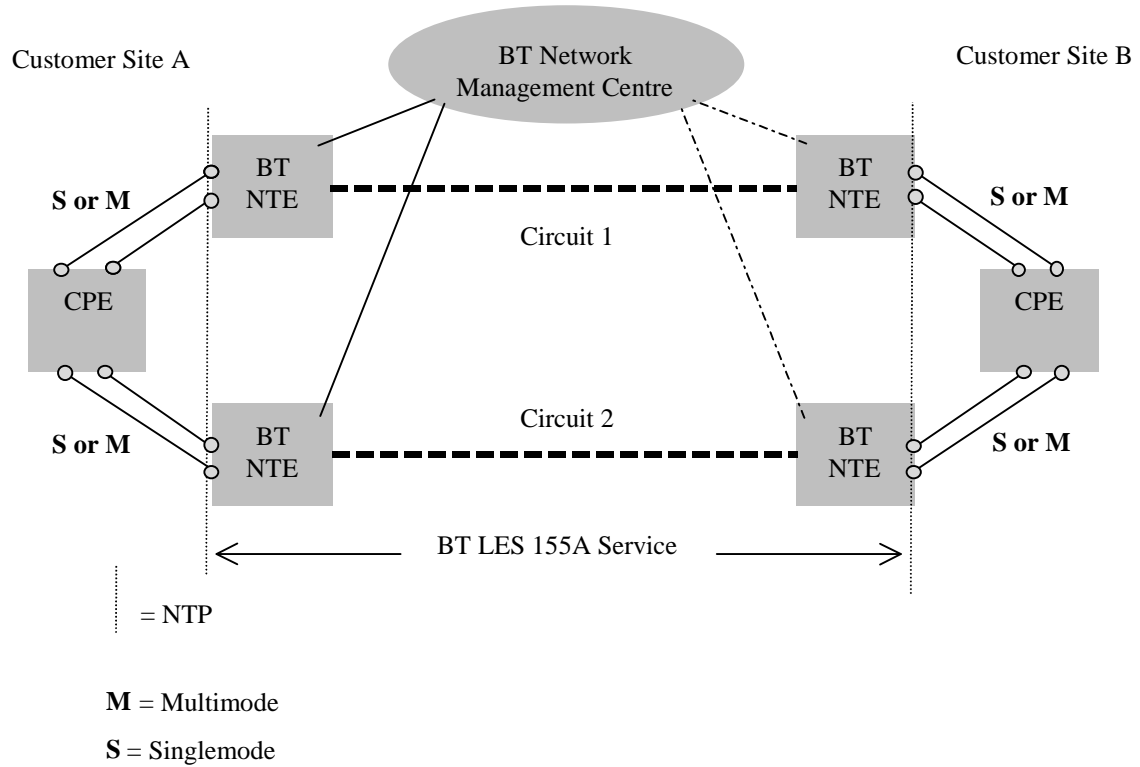 Customer Site A
BT Network
Management Centre
Customer Site B
BT
NTE
BT
NTE
S or M
S or M
Circuit 1
CPE
CPE
Circuit 2
S or M
BT
NTE
BT
NTE
S or M
BT LES 155A Service
= NTP
M = Multimode
S = Singlemode